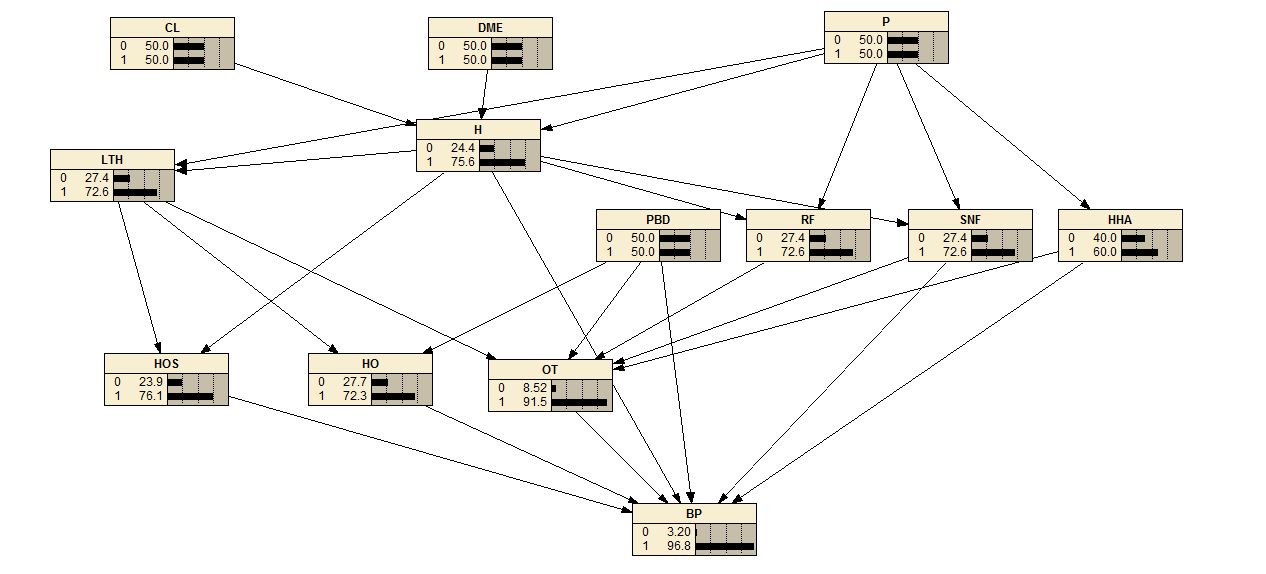 CL
0 50.0
1 50.0
DME
0 50.0
1 50.0
P
0 50.0
1 50.0
H
0 24.4
1 75.6
LTH
0 27.4
1 72.6
PBD
0 50.0
1 50.0
RF
0 27.4
1 72.6
SNF
0 27.4
1 72.6
HHA
0 40.0
1 60.0
HOS
0 23.9
1 76.1
HO
0 27.7
1 72.3
OT
0 8.52
1 91.5
BP
0 3.20
1 96.8